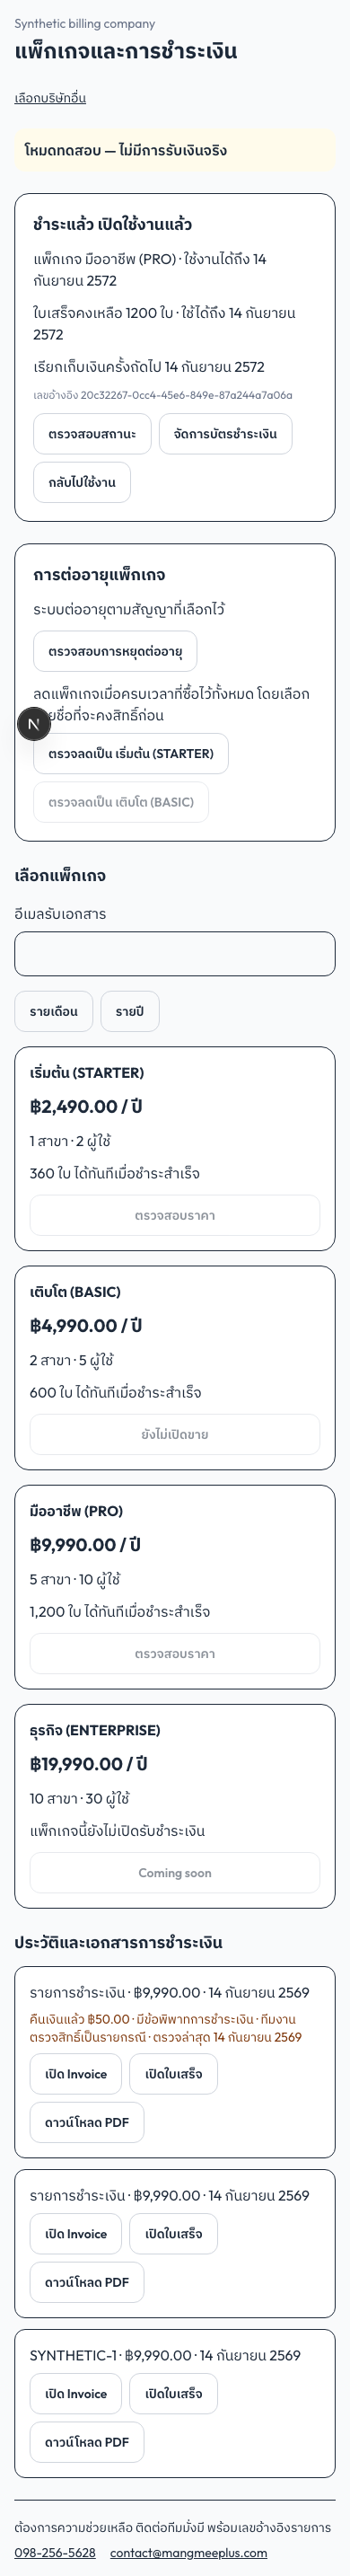 Synthetic billing company
แพ็กเกจและการชำระเงิน
เลือกบริษัทอื่น
โหมดทดสอบ — ไม่มีการรับเงินจริง
ชำระแล้ว เปิดใช้งานแล้ว
แพ็กเกจ มืออาชีพ (PRO) · ใช้งานได้ถึง 14
กันยายน 2572
ใบเสร็จคงเหลือ 1200 ใบ · ใช้ได้ถึง 14 กันยายน
2572
เรียกเก็บเงินครั้งถัดไป 14 กันยายน 2572
เลขอ้างอิง 20c32267-0cc4-45e6-849e-87a244a7a06a
ตรวจสอบสถานะ
จัดการบัตรชำระเงิน
กลับไปใช้งาน
การต่ออายุแพ็กเกจ
ระบบต่ออายุตามสัญญาที่เลือกไว้
ตรวจสอบการหยุดต่ออายุ
ลดแพ็กเกจเมื่อครบเวลาที่ซื้อไว้ทั้งหมด โดยเลือก
ยชื่อที่จะคงสิทธิ์ก่อน
N
ตรวจลดเป็น เริ่มต้น (STARTER)
ตรวจลดเป็น เติบโต (BASIC)
เลือกแพ็กเกจ
อีเมลรับเอกสาร
รายเดือน
รายปี
เริ่มต้น (STARTER)
฿2,490.00 / ปี
1 สาขา · 2 ผู้ใช้
360 ใบ ได้ทันทีเมื่อชำระสำเร็จ
ตรวจสอบราคา
เติบโต (BASIC)
฿4,990.00 / ปี
2 สาขา · 5 ผู้ใช้
600 ใบ ได้ทันทีเมื่อชำระสำเร็จ
ยังไม่เปิดขาย
มืออาชีพ (PRO)
฿9,990.00 / ปี
5 สาขา · 10 ผู้ใช้
1,200 ใบ ได้ทันทีเมื่อชำระสำเร็จ
ตรวจสอบราคา
ธุรกิจ (ENTERPRISE)
฿19,990.00 / ปี
10 สาขา · 30 ผู้ใช้
แพ็กเกจนี้ยังไม่เปิดรับชำระเงิน
Coming soon
ประวัติและเอกสารการชำระเงิน
รายการชำระเงิน · ฿9,990.00 · 14 กันยายน 2569
คืนเงินแล้ว ฿50.00 · มีข้อพิพาทการชำระเงิน · ทีมงาน
ตรวจสิทธิ์เป็นรายกรณี · ตรวจล่าสุด 14 กันยายน 2569
เปิด Invoice
เปิดใบเสร็จ
ดาวน์โหลด PDF
รายการชำระเงิน · ฿9,990.00 · 14 กันยายน 2569
เปิด Invoice
เปิดใบเสร็จ
ดาวน์โหลด PDF
SYNTHETIC-1 · ฿9,990.00 · 14 กันยายน 2569
เปิด Invoice
เปิดใบเสร็จ
ดาวน์โหลด PDF
ต้องการความช่วยเหลือ ติดต่อทีมมั่งมี พร้อมเลขอ้างอิงรายการ
098-256-5628
contact@mangmeeplus.com